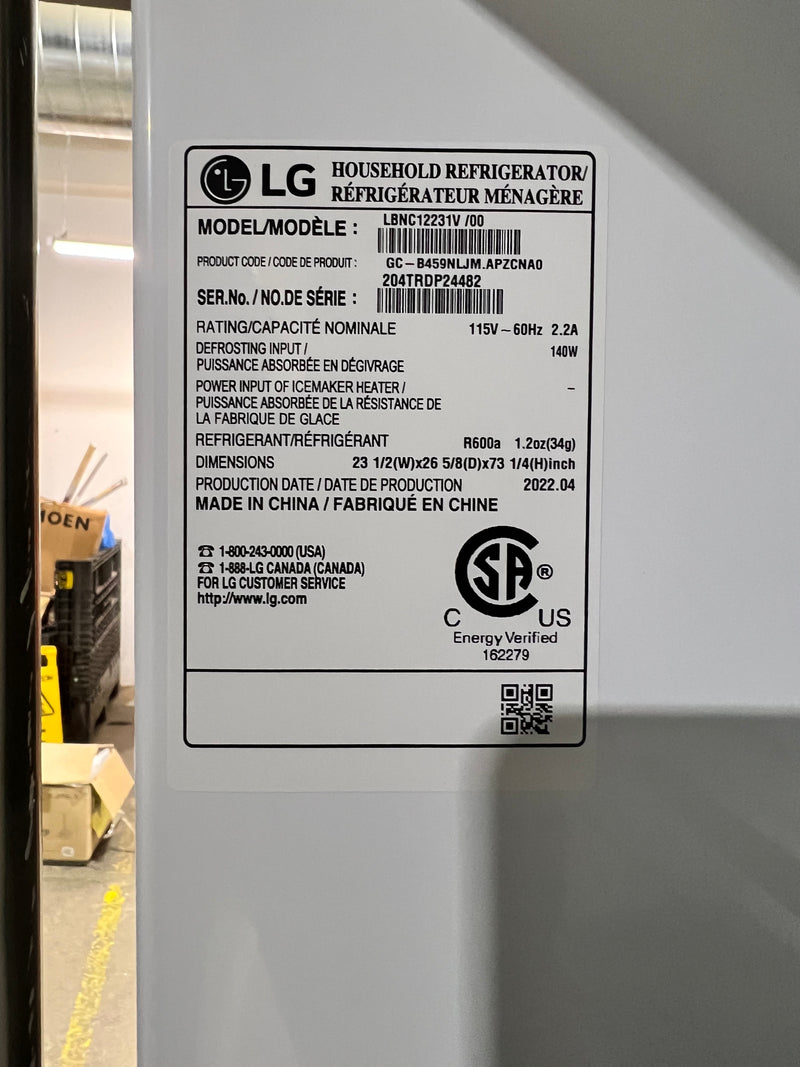 LG HOUSEHOLD REFRIGERATOR/
RÉFRIGÉRATEUR MÉNAGÈRE
MODEL/MODÈLE : LBNC12231V /00
PRODUCT CODE / CODE DE PRODUIT : GC-B459NLJM.APZCNA0
SER.No. / NO.DE SÉRIE : 204TRDP24482
RATING/CAPACITÉ NOMINALE 115V~60Hz 2.2A
DEFROSTING INPUT / 140W
PUISSANCE ABSORBÉE EN DÉGIVRAGE
POWER INPUT OF ICEMAKER HEATER / –
PUISSANCE ABSORBÉE DE LA RÉSISTANCE DE
LA FABRIQUE DE GLACE
REFRIGERANT/RÉFRIGÉRANT R600a 1.2oz(34g)
DIMENSIONS 23 1/2(W)x26 5/8(D)x73 1/4(H)inch
PRODUCTION DATE / DATE DE PRODUCTION 2022.04
MADE IN CHINA / FABRIQUÉ EN CHINE
☎ 1-800-243-0000 (USA)
☎ 1-888-LG CANADA (CANADA)
FOR LG CUSTOMER SERVICE
http://www.lg.com
CSA ®
C US
Energy Verified
162279
MOEN